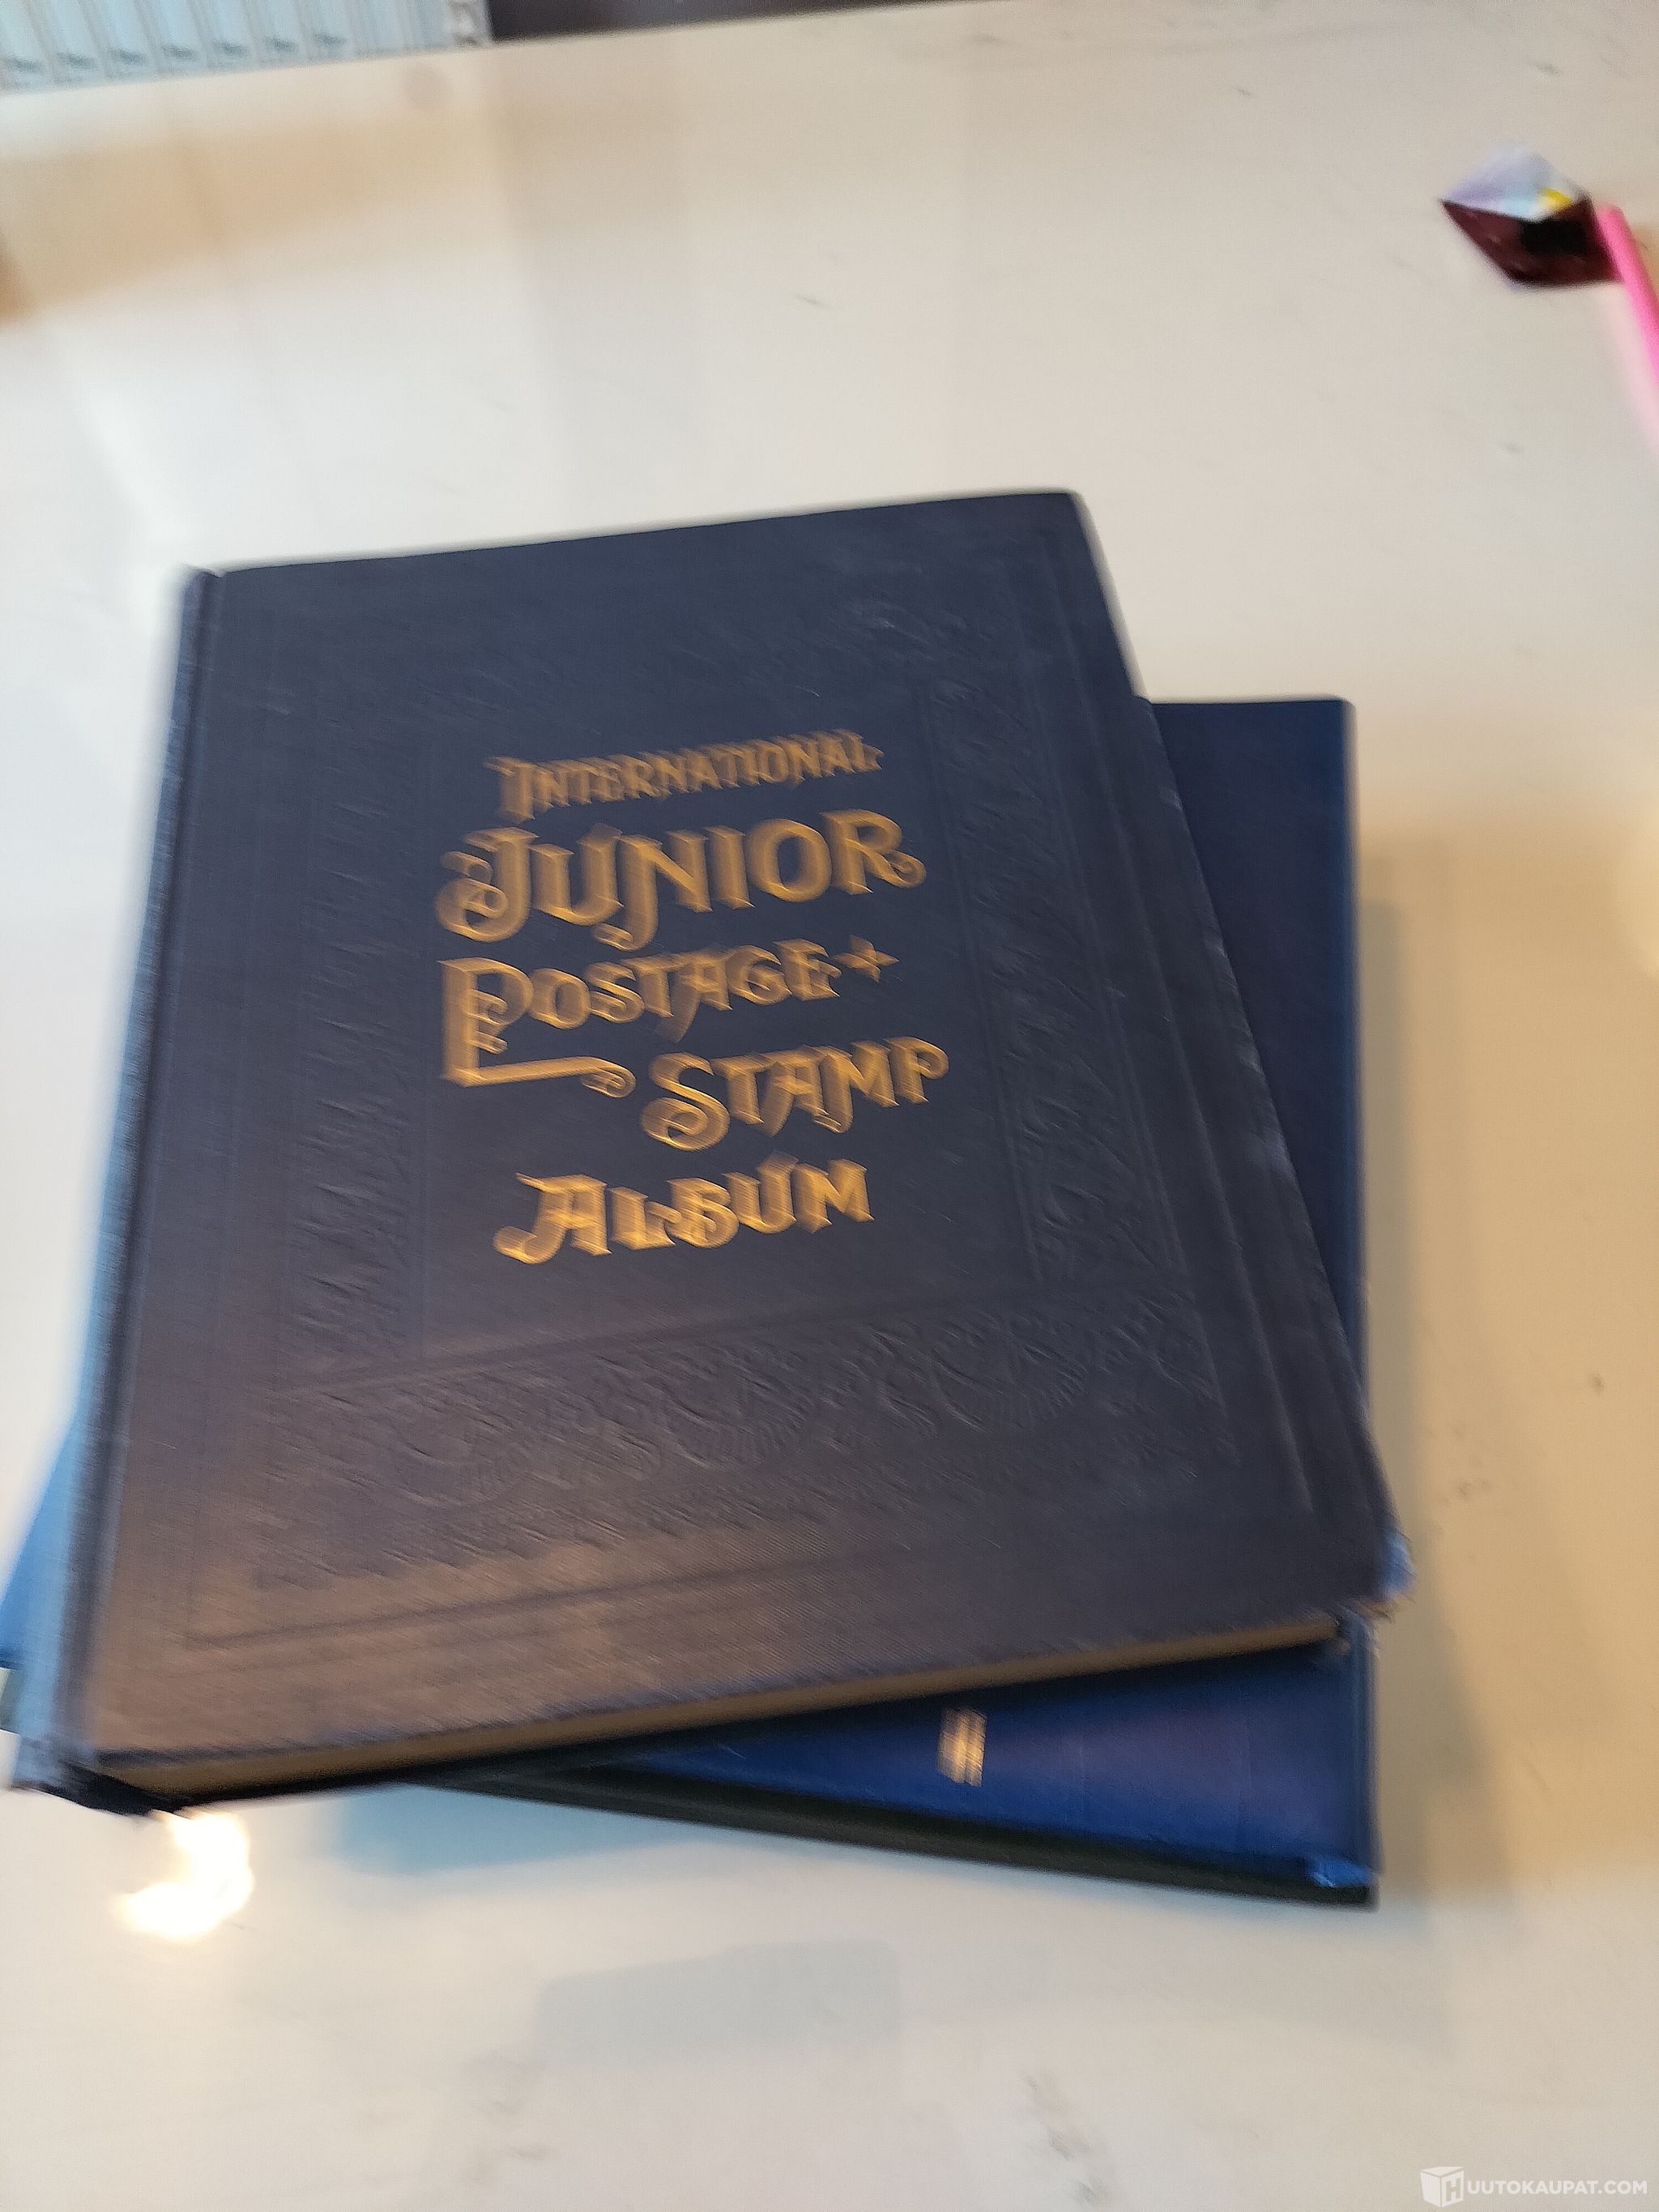 INTERNATIONAL
JUNIOR
POSTAGE
STAMP
ALBUM
HUUTOKAUPAT.COM